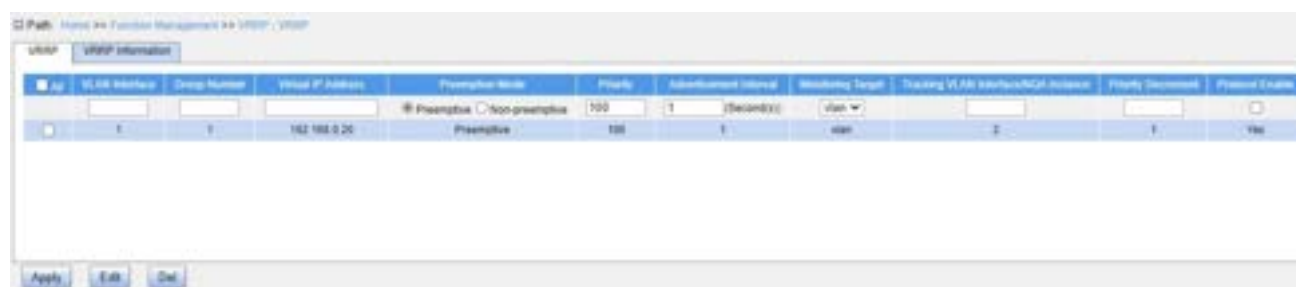 Path: Home >> Function Management >> VRRP : VRRP
VRRP VRRP Information
All VLAN Interface Group Number Virtual IP Address Preemption Mode Priority Advertisement Interval Monitoring Target Tracking VLAN Interface/NQA Instance Priority Decrement Protocol Enable
Preemptive Non-preemptive 100 1 (Second(s)) vlan
1 1 192.168.0.20 Preemptive 100 1 vlan 2 1 Yes
Apply Edit Del